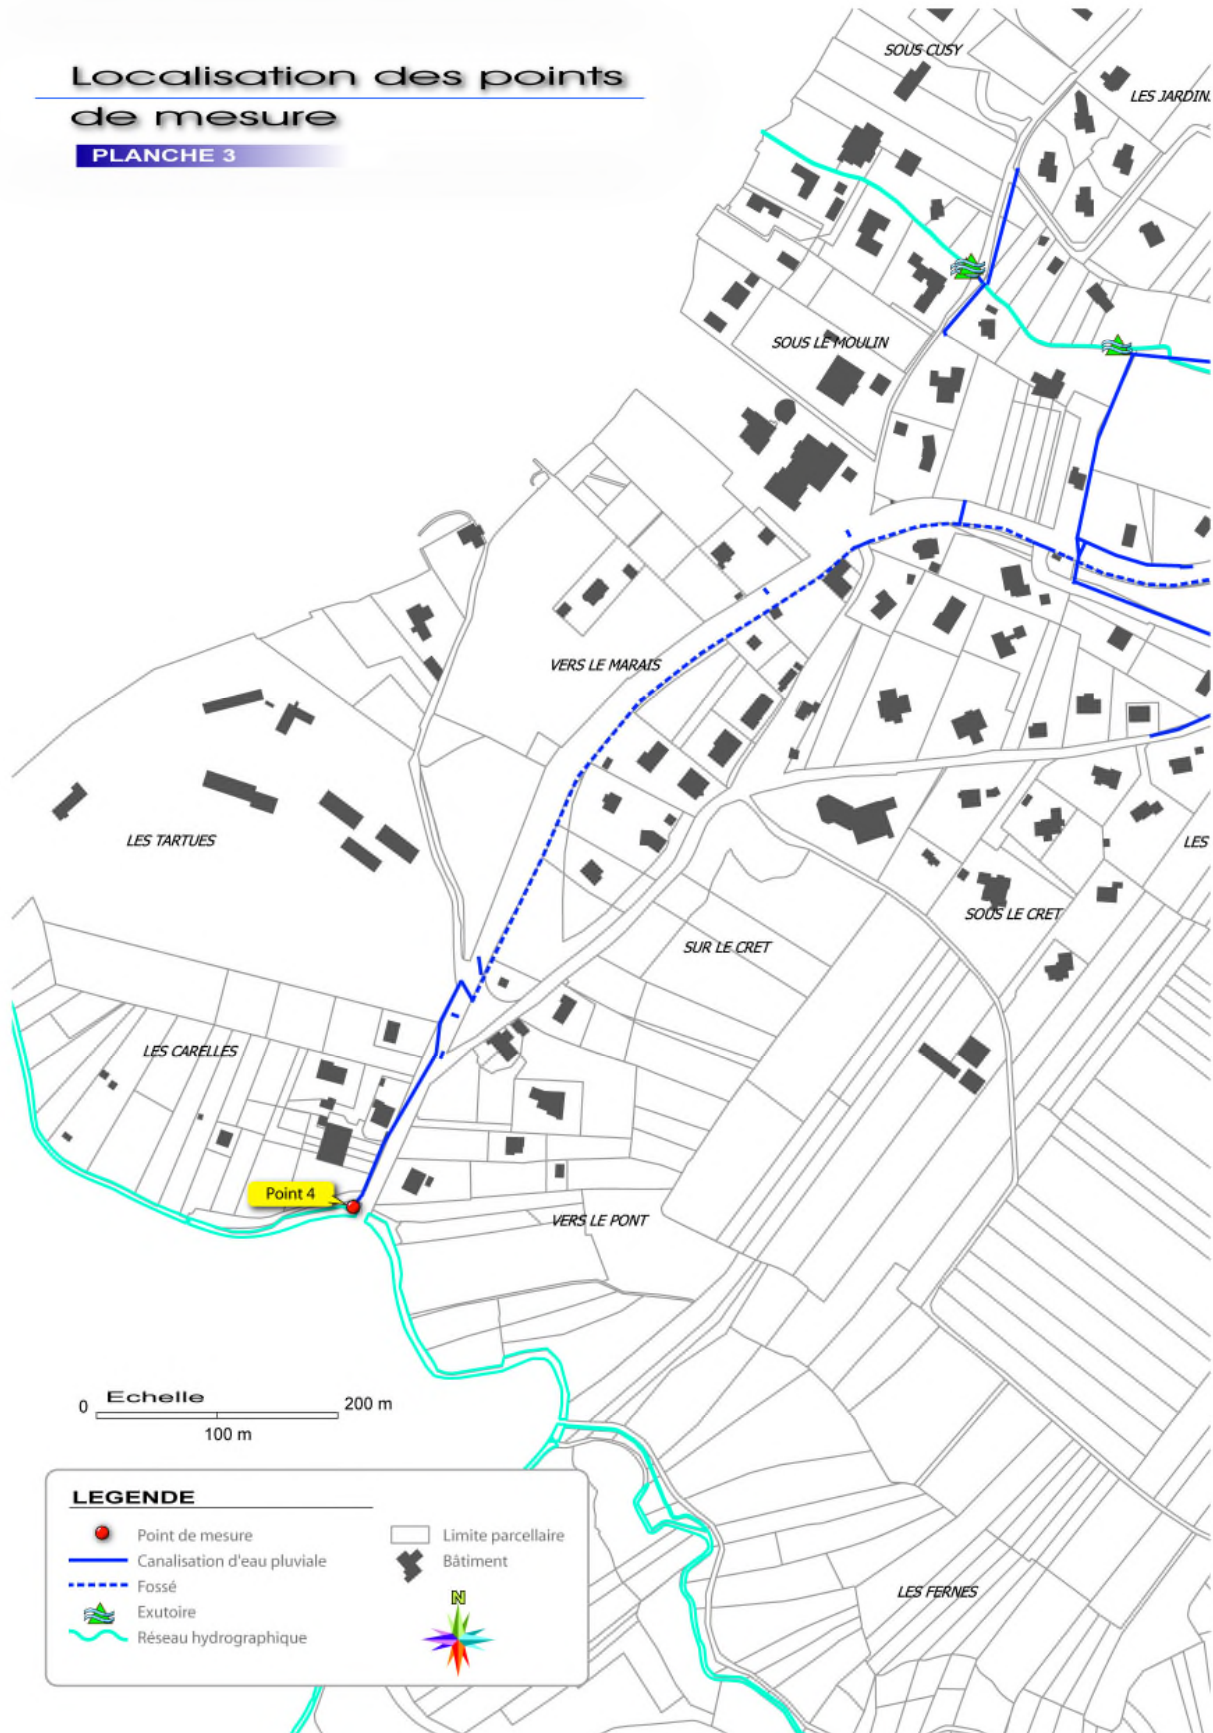 Localisation des points
de mesure
PLANCHE 3
SOUS CUSY
LES JARDIN
SOUS LE MOULIN
VERS LE MARAIS
LES TARTUES
LES
SOUS LE CRET
SUR LE CRET
LES CARELLES
Point 4
VERS LE PONT
0 Echelle 200 m
100 m
LEGENDE
Point de mesure
Canalisation d'eau pluviale
Fossé
Exutoire
Réseau hydrographique
Limite parcellaire
Bâtiment
N
LES FERNES